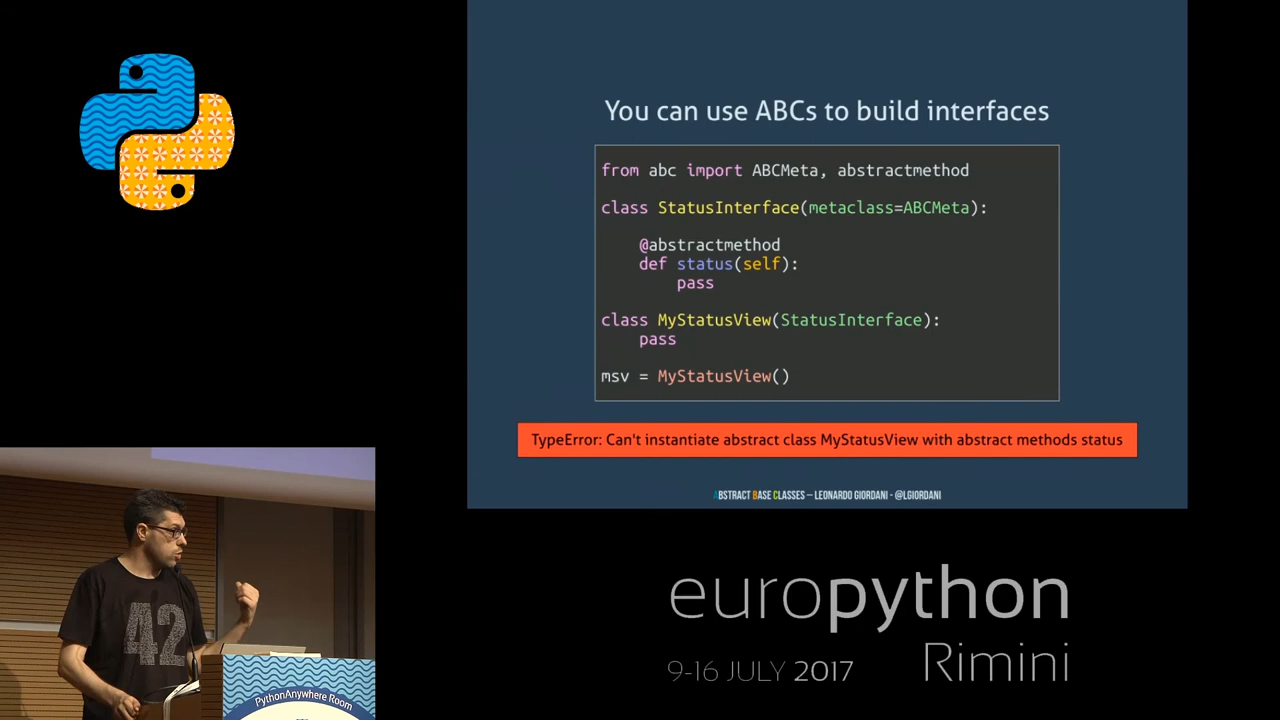 You can use ABCs to build interfaces
from abc import ABCMeta, abstractmethod
class StatusInterface(metaclass=ABCMeta):
@abstractmethod
def status(self):
pass
class MyStatusView(StatusInterface):
pass
msv = MyStatusView()
TypeError: Can't instantiate abstract class MyStatusView with abstract methods status
ABSTRACT BASE CLASSES – LEONARDO GIORDANI - @LGIORDANI
42
PythonAnywhere Room
europython
Rimini
9-16 JULY 2017